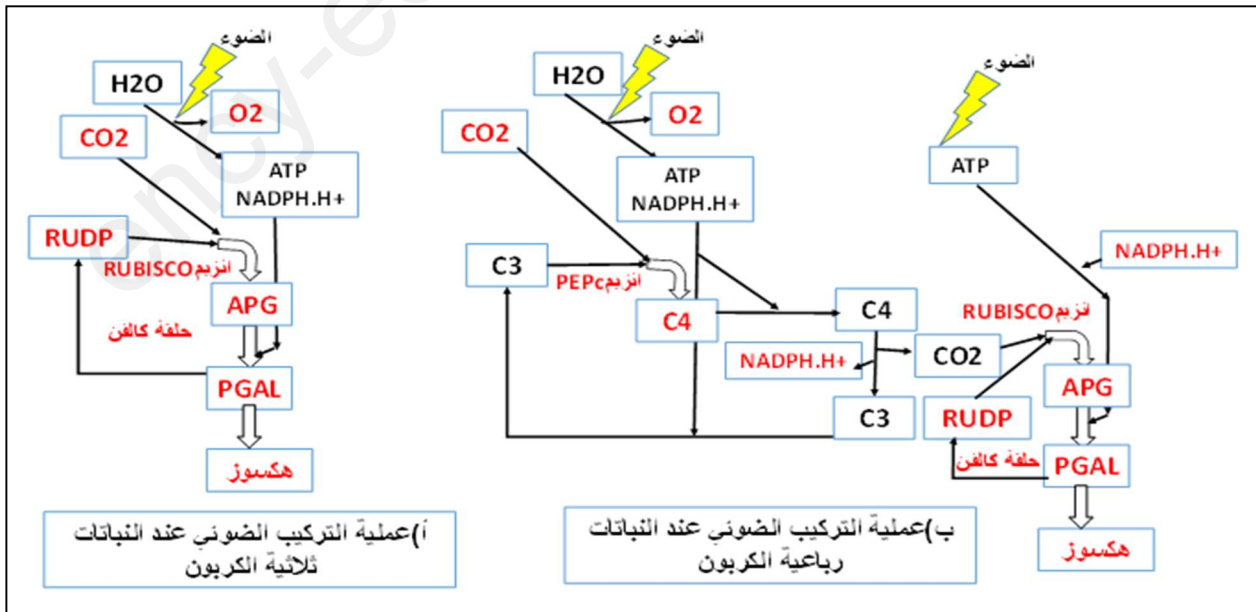 الضوء
H2O
O2
CO2
ATP
NADPH.H+
RUDP
انزيم RUBISCO
APG
حلقة كالفن
PGAL
هكسوز
أ)عملية التركيب الضوئي عند النباتات
ثلاثية الكربون
الضوء
H2O
O2
CO2
ATP
NADPH.H+
C3
انزيم PEPc
C4
C4
NADPH.H+
CO2
C3
الضوء
ATP
NADPH.H+
انزيم RUBISCO
APG
RUDP
حلقة كالفن
PGAL
هكسوز
ب)عملية التركيب الضوئي عند النباتات
رباعية الكربون